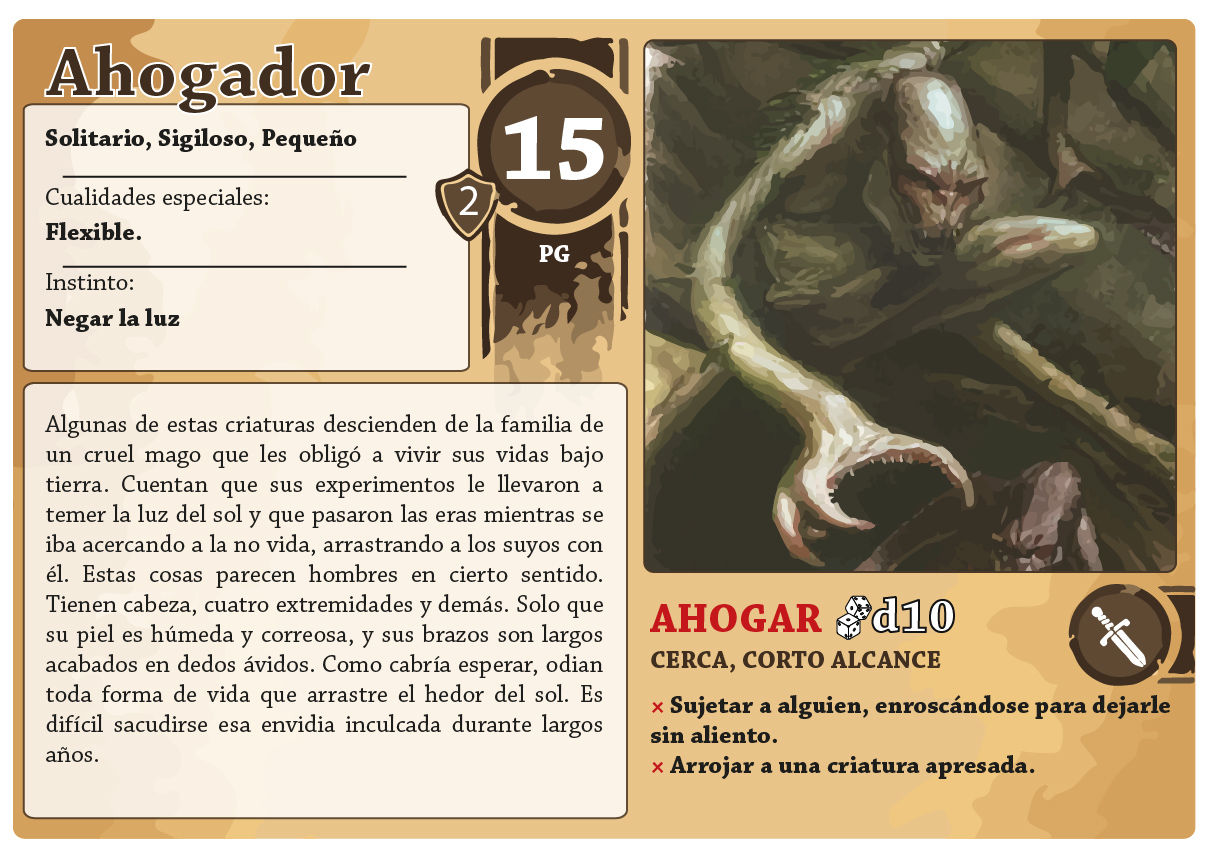 Ahogador
Solitario, Sigiloso, Pequeño
Cualidades especiales:
Flexible.
Instinto:
Negar la luz
15
2
PG
Algunas de estas criaturas descienden de la familia de
un cruel mago que les obligó a vivir sus vidas bajo
tierra. Cuentan que sus experimentos le llevaron a
temer la luz del sol y que pasaron las eras mientras se
iba acercando a la no vida, arrastrando a los suyos con
él. Estas cosas parecen hombres en cierto sentido.
Tienen cabeza, cuatro extremidades y demás. Solo que
su piel es húmeda y correosa, y sus brazos son largos
acabados en dedos ávidos. Como cabría esperar, odian
toda forma de vida que arrastre el hedor del sol. Es
difícil sacudirse esa envidia inculcada durante largos
años.
AHOGAR d10
CERCA, CORTO ALCANCE
× Sujetar a alguien, enroscándose para dejarle
sin aliento.
× Arrojar a una criatura apresada.